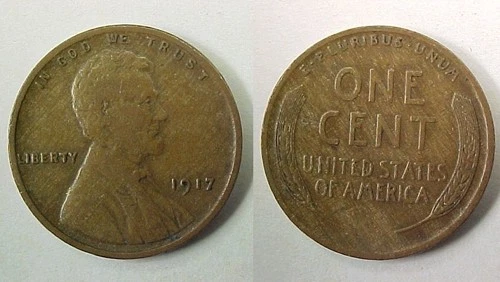 IN GOD WE TRUST
LIBERTY
1917
E·PLURIBUS·UNUM
ONE
CENT
UNITED STATES
OF AMERICA